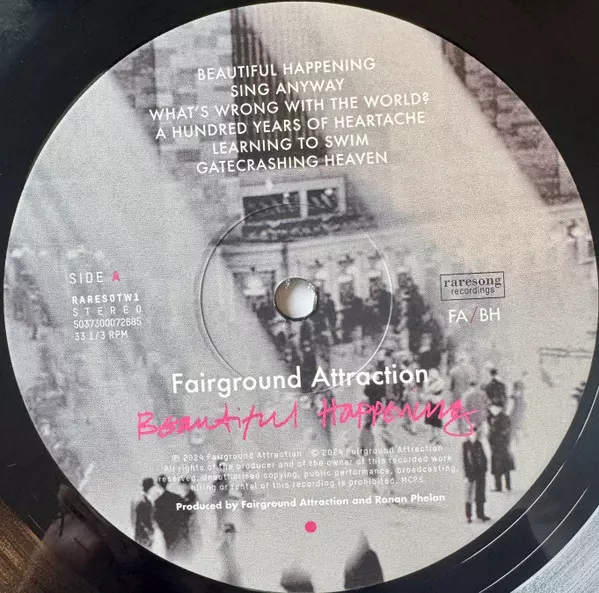 BEAUTIFUL HAPPENING
SING ANYWAY
WHAT'S WRONG WITH THE WORLD?
A HUNDRED YEARS OF HEARTACHE
LEARNING TO SWIM
GATECRASHING HEAVEN
SIDE A
RARESOTW1
STEREO
5037300072885
33 1/3 RPM
raresong
recordings
FA/BH
Fairground Attraction
Beautiful Happening
℗ 2024 Fairground Attraction © 2024 Fairground Attraction
All rights of the producer and of the owner of this recorded work
reserved. Unauthorised copying, public performance, broadcasting,
hiring or rental of this recording is prohibited. MCPS.
Produced by Fairground Attraction and Ronan Phelan